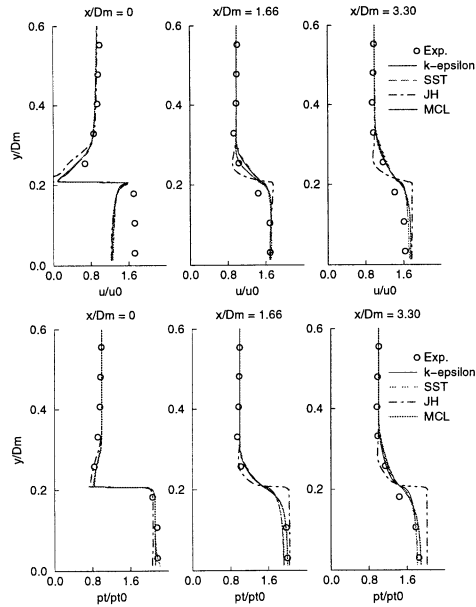 x/Dm = 0 x/Dm = 1.66 x/Dm = 3.30
0.6
0.4
0.2
0.0
y/Dm
Exp.
k-epsilon
SST
JH
MCL
0.0 0.8 1.6 0.0 0.8 1.6 0.0 0.8 1.6
u/u0 u/u0 u/u0
x/Dm = 0 x/Dm = 1.66 x/Dm = 3.30
0.6
0.4
0.2
0.0
y/Dm
Exp.
k-epsilon
SST
JH
MCL
0.0 0.8 1.6 0.0 0.8 1.6 0.0 0.8 1.6
pt/pt0 pt/pt0 pt/pt0